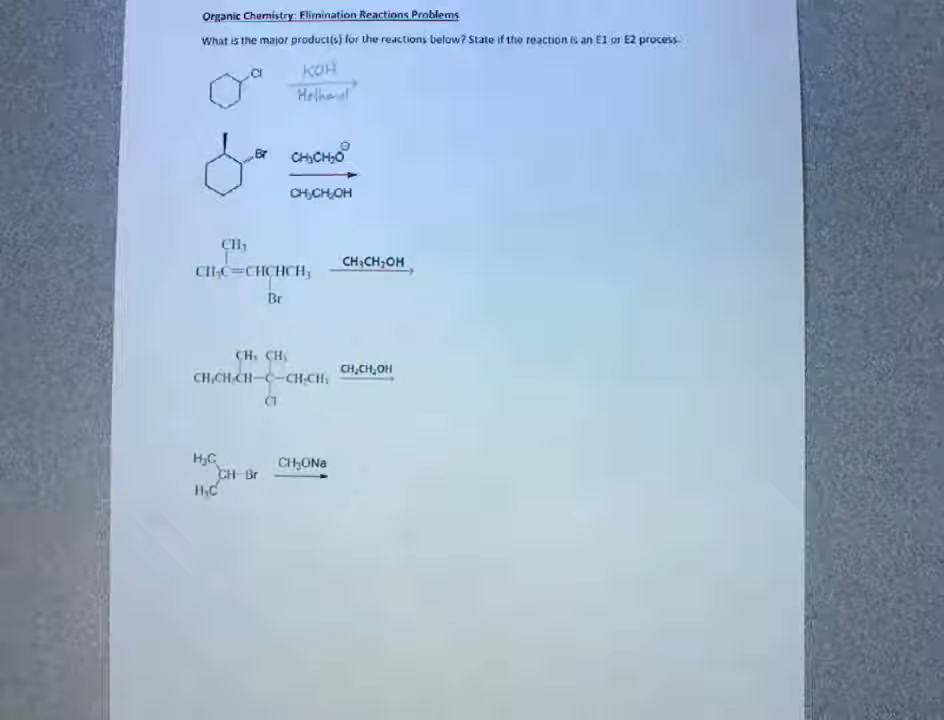 Organic Chemistry: Elimination Reactions Problems
What is the major product(s) for the reactions below? State if the reaction is an E1 or E2 process.
Cl
KOH
Methanol
Br
CH₃CH₂O⊖
CH₃CH₂OH
CH₃
CH₃C=CHCHCH₃
Br
CH₃CH₂OH
CH₃ CH₃
CH₃CH₂CH-C-CH₂CH₃
Cl
CH₃CH₂OH
H₃C
CH-Br
H₃C
CH₃ONa